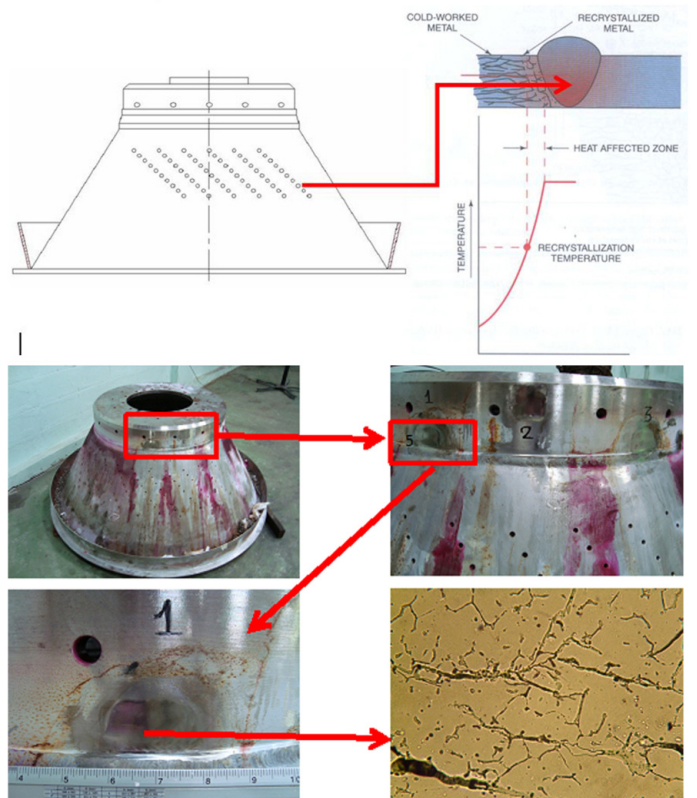 COLD-WORKED
METAL
RECRYSTALLIZED
METAL
HEAT AFFECTED ZONE
TEMPERATURE
RECRYSTALLIZATION
TEMPERATURE
1
2
3
5
1
4 5 6 7 8 9 10